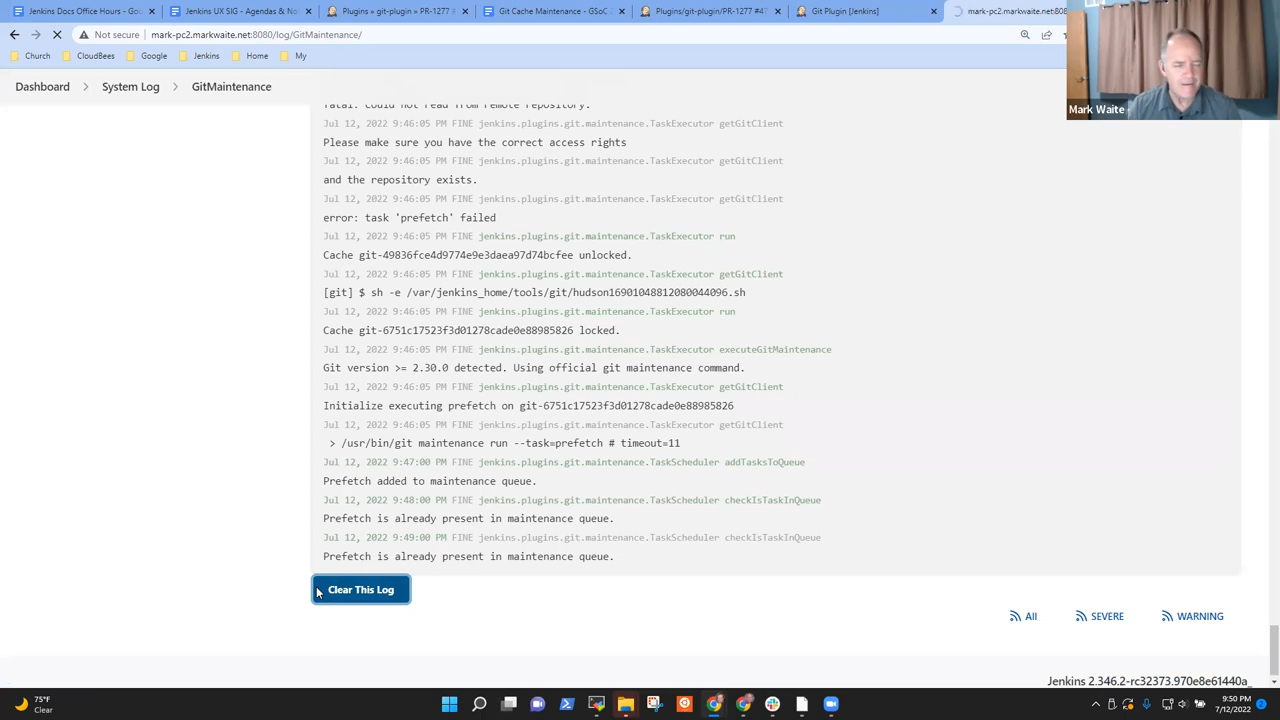 Jenkins Docs Office Hours - Goo
Jenkins UX SIG - Agendas & No
Plugins » git-plugin » PR-1277 #
Git Cache Maintenance - GSoC
Plugins/git-plugin/PR-1277 #47
Git Plugin [Jenkins]
mark-pc2.markwaite.net:8080
Not secure
mark-pc2.markwaite.net:8080/log/GitMaintenance/
Church
CloudBees
Google
Jenkins
Home
My
Mark Waite
Dashboard
System Log
GitMaintenance
fatal: Could not read from remote repository.
Jul 12, 2022 9:46:05 PM FINE jenkins.plugins.git.maintenance.TaskExecutor getGitClient
Please make sure you have the correct access rights
Jul 12, 2022 9:46:05 PM FINE jenkins.plugins.git.maintenance.TaskExecutor getGitClient
and the repository exists.
Jul 12, 2022 9:46:05 PM FINE jenkins.plugins.git.maintenance.TaskExecutor getGitClient
error: task 'prefetch' failed
Jul 12, 2022 9:46:05 PM FINE jenkins.plugins.git.maintenance.TaskExecutor run
Cache git-49836fce4d9774e9e3daea97d74bcfee unlocked.
Jul 12, 2022 9:46:05 PM FINE jenkins.plugins.git.maintenance.TaskExecutor getGitClient
[git] $ sh -e /var/jenkins_home/tools/git/hudson16901048812080044096.sh
Jul 12, 2022 9:46:05 PM FINE jenkins.plugins.git.maintenance.TaskExecutor run
Cache git-6751c17523f3d01278cade0e88985826 locked.
Jul 12, 2022 9:46:05 PM FINE jenkins.plugins.git.maintenance.TaskExecutor executeGitMaintenance
Git version >= 2.30.0 detected. Using official git maintenance command.
Jul 12, 2022 9:46:05 PM FINE jenkins.plugins.git.maintenance.TaskExecutor getGitClient
Initialize executing prefetch on git-6751c17523f3d01278cade0e88985826
Jul 12, 2022 9:46:05 PM FINE jenkins.plugins.git.maintenance.TaskExecutor getGitClient
> /usr/bin/git maintenance run --task=prefetch # timeout=11
Jul 12, 2022 9:47:00 PM FINE jenkins.plugins.git.maintenance.TaskScheduler addTasksToQueue
Prefetch added to maintenance queue.
Jul 12, 2022 9:48:00 PM FINE jenkins.plugins.git.maintenance.TaskScheduler checkIsTaskInQueue
Prefetch is already present in maintenance queue.
Jul 12, 2022 9:49:00 PM FINE jenkins.plugins.git.maintenance.TaskScheduler checkIsTaskInQueue
Prefetch is already present in maintenance queue.
Clear This Log
All
SEVERE
WARNING
Jenkins 2.346.2-rc32373.970e8e61440a_
75°F
Clear
9:50 PM
7/12/2022